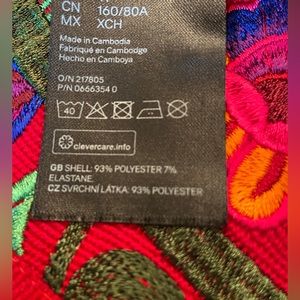 CN 160/80A
MX XCH
Made in Cambodia
Fabriqué en Cambodge
Hecho en Camboya
O/N 217805
P/N 0666354 0
40
clevercare.info
GB SHELL: 93% POLYESTER 7%
ELASTANE.
CZ SVRCHNÍ LÁTKA: 93% POLYESTER